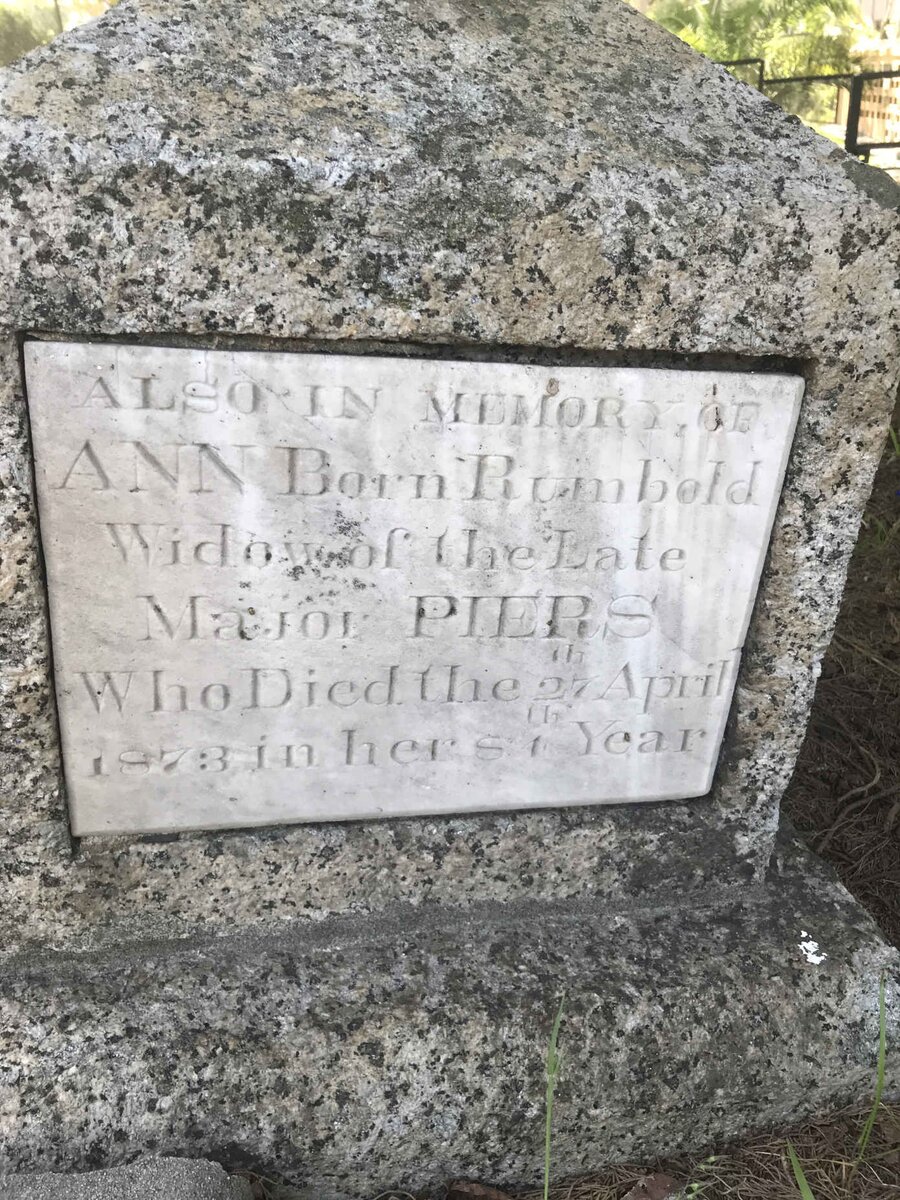 ALSO IN MEMORY OF
ANN Born Rumbold
Widow of the Late
Major PIERS
Who Died the 27th April
1873 in her th Year